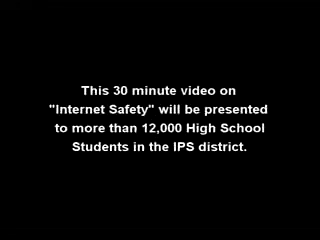 This 30 minute video on
"Internet Safety" will be presented
to more than 12,000 High School
Students in the IPS district.